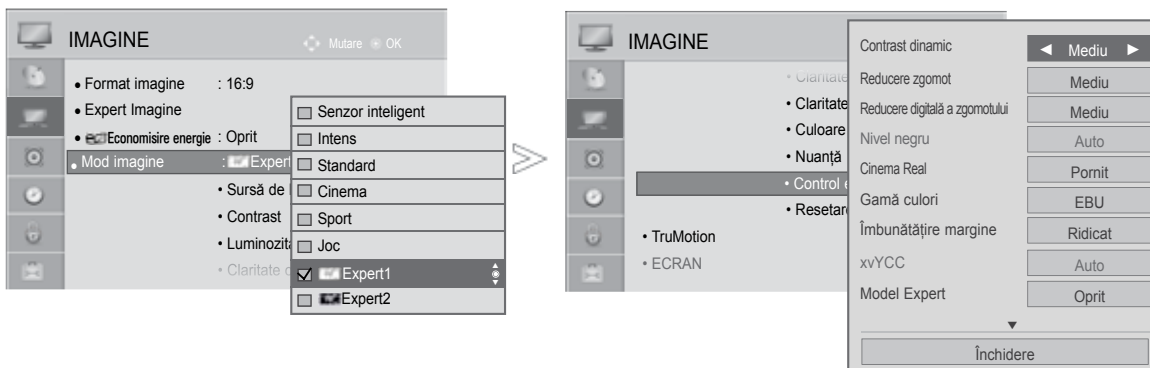 IMAGINE
Mutare OK
• Format imagine : 16:9
• Expert Imagine
• Economisire energie : Oprit
• Mod imagine : Expert
• Sursă de
• Contrast
• Luminozita
• Claritate
Senzor inteligent
Intens
Standard
Cinema
Sport
Joc
Expert1
Expert2
IMAGINE
• Claritate
• Claritate
• Culoare
• Nuanță
• Control
• Resetar
• TruMotion
• ECRAN
Contrast dinamic ◄ Mediu ►
Reducere zgomot Mediu
Reducere digitală a zgomotului Mediu
Nivel negru Auto
Cinema Real Pornit
Gamă culori EBU
Îmbunătățire margine Ridicat
xvYCC Auto
Model Expert Oprit
▼
Închidere